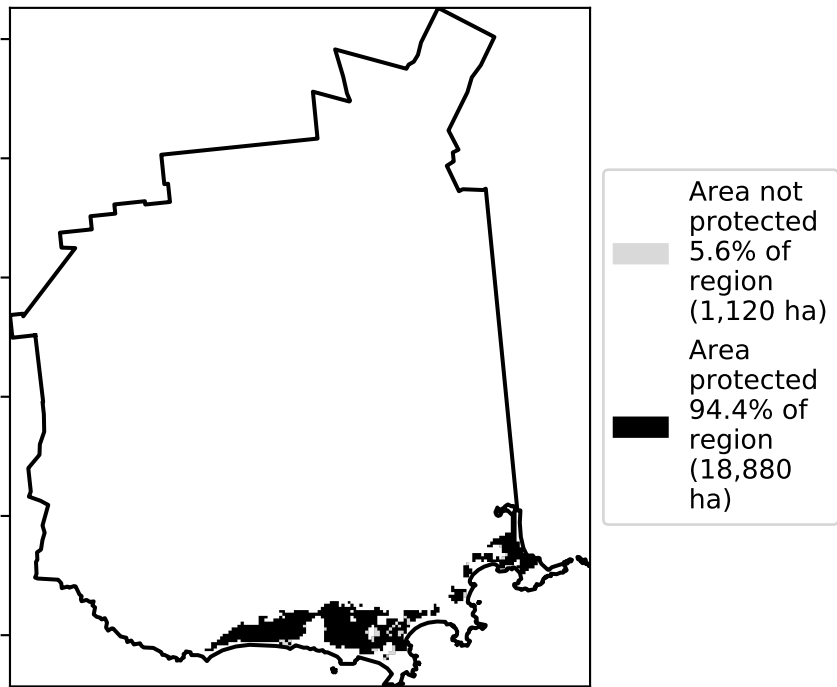 Area not
protected
5.6% of
region
(1,120 ha)
Area
protected
94.4% of
region
(18,880
ha)